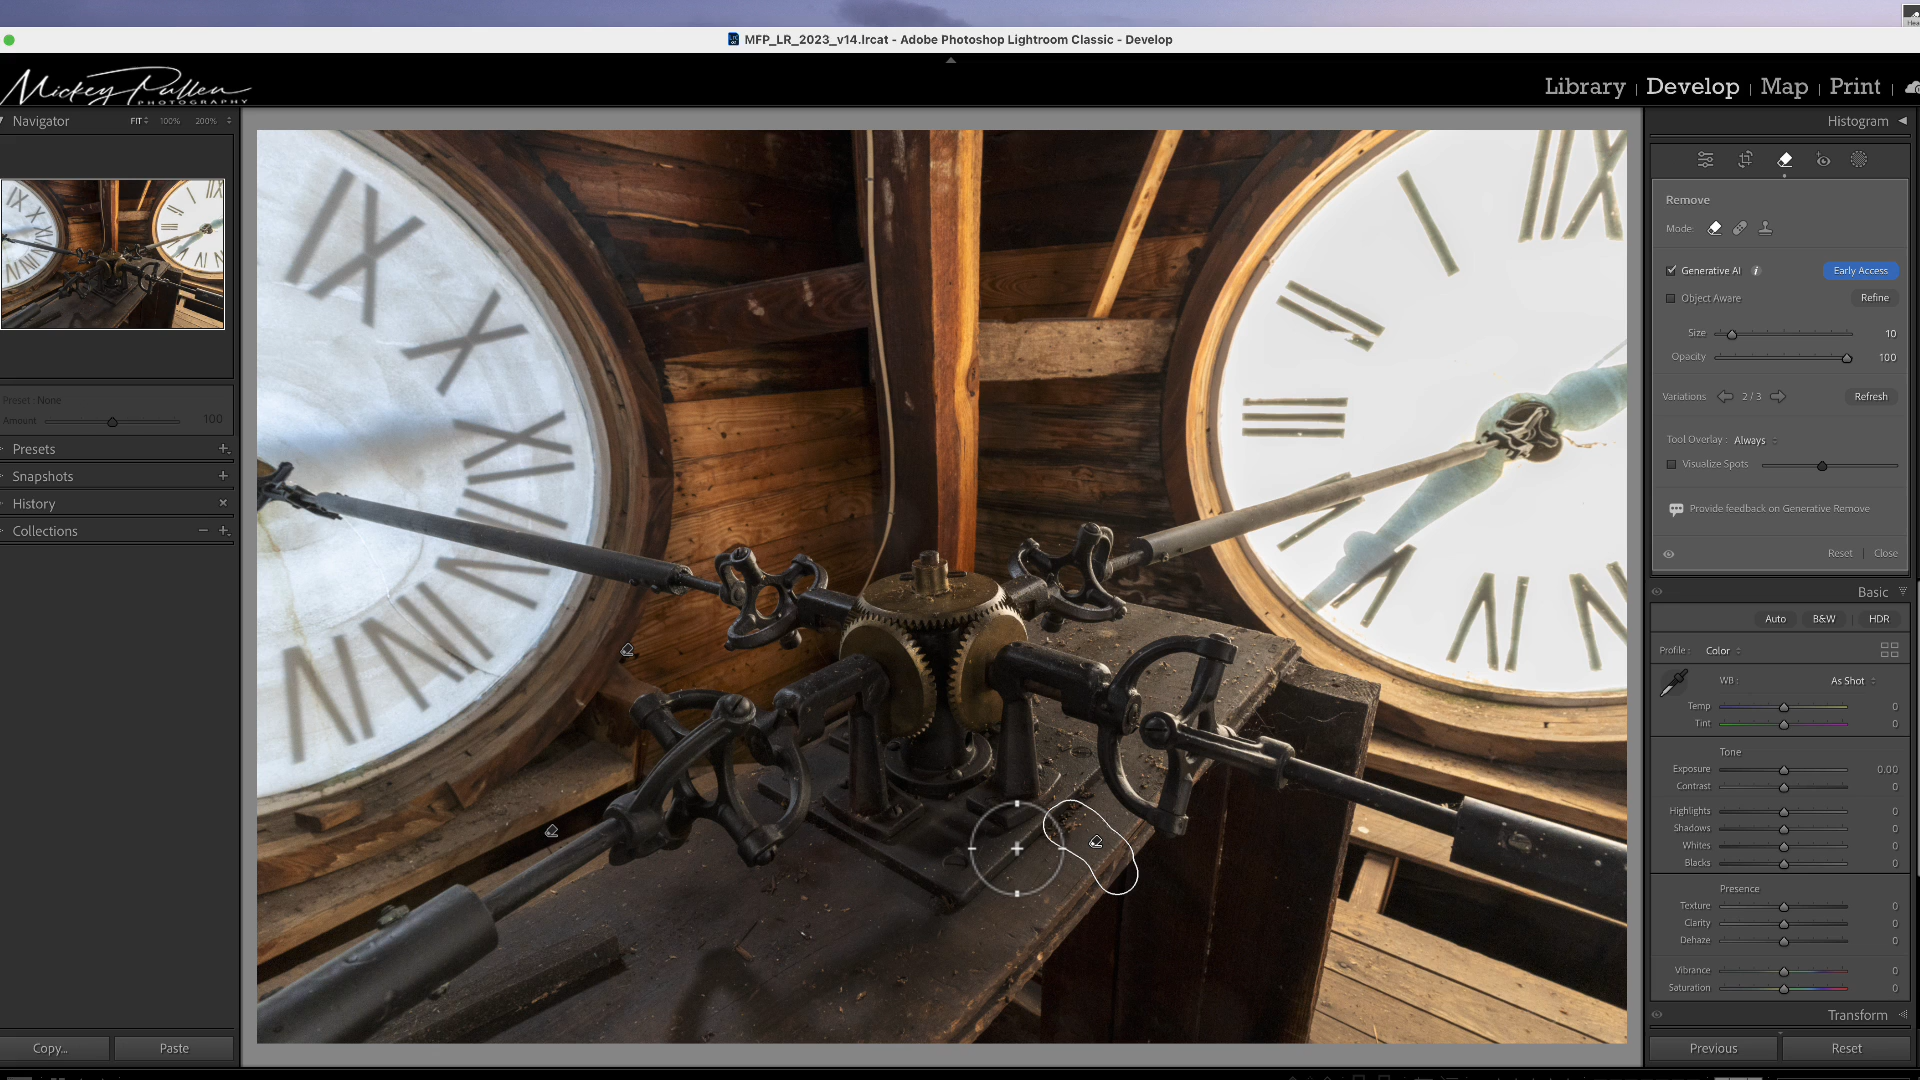 MFP_LR_2023_v14.lrcat - Adobe Photoshop Lightroom Classic - Develop
Mickey Pullen
PHOTOGRAPHY
Library | Develop | Map | Print |
Navigator FIT 100% 200%
Histogram
Remove
Mode:
Generative AI i Early Access
Object Aware Refine
Size 10
Opacity 100
Variations 2 / 3 Refresh
Tool Overlay : Always
Visualize Spots
Provide feedback on Generative Remove
Reset | Close
Preset : None
Amount 100
Presets
Snapshots
History
Collections
Basic
Auto B&W HDR
Profile : Color
WB : As Shot
Temp 0
Tint 0
Tone
Exposure 0.00
Contrast 0
Highlights 0
Shadows 0
Whites 0
Blacks 0
Presence
Texture 0
Clarity 0
Dehaze 0
Vibrance 0
Saturation 0
Transform
Copy... Paste
Previous Reset
IX
X
III